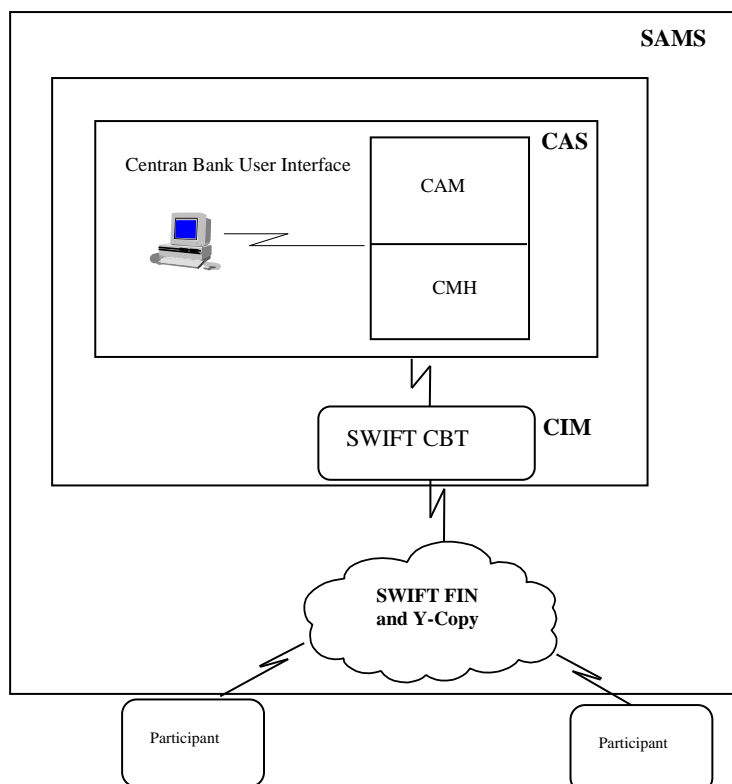 SAMS
CAS
Centran Bank User Interface
CAM
CMH
SWIFT CBT
CIM
SWIFT FIN
and Y-Copy
Participant
Participant